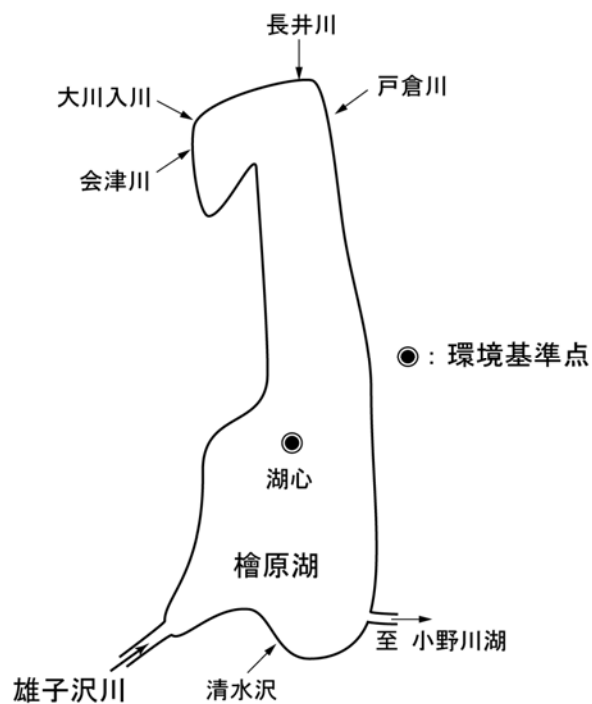 長井川
戸倉川
大川入川
会津川
◉：環境基準点
湖心
檜原湖
至 小野川湖
雄子沢川
清水沢